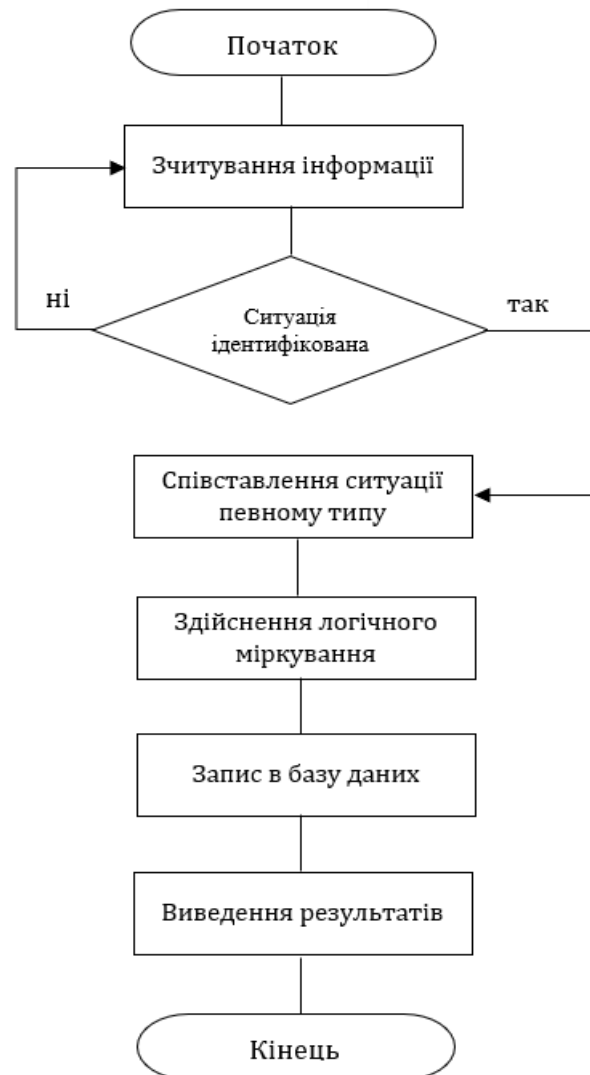 Початок
Зчитування інформації
ні
так
Ситуація
ідентифікована
Співставлення ситуації
певному типу
Здійснення логічного
міркування
Запис в базу даних
Виведення результатів
Кінець